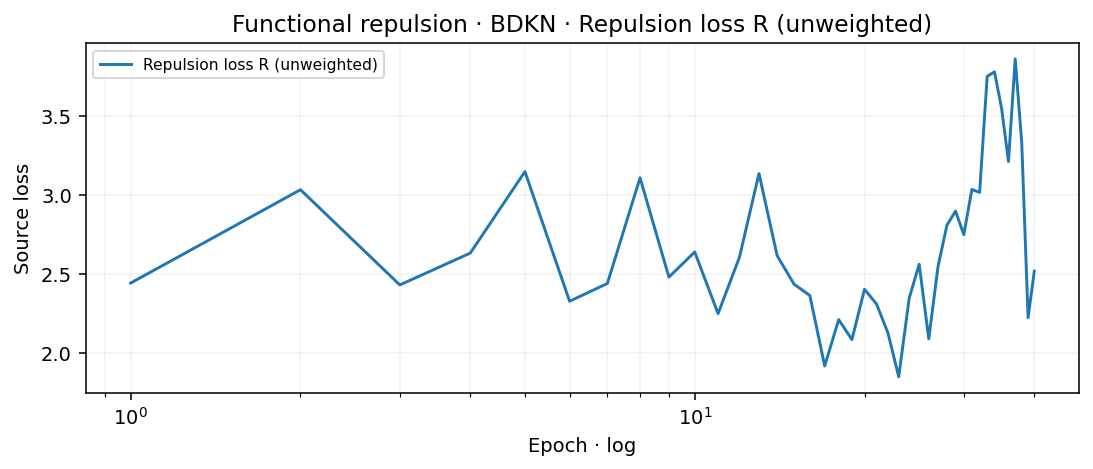 Functional repulsion · BDKN · Repulsion loss R (unweighted)
Repulsion loss R (unweighted)
Source loss
3.5
3.0
2.5
2.0
10⁰
10¹
Epoch · log